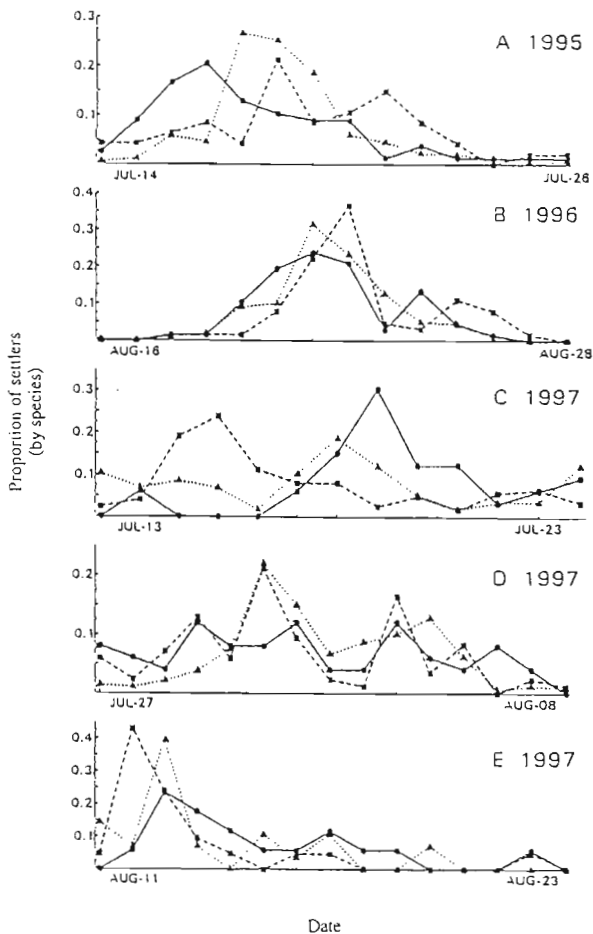 0.3
A 1995
0.2
0.1
JUL-14
JUL-26
0.4
B 1996
0.3
0.2
0.1
AUG-16
AUG-28
Proportion of settlers
(by species)
0.3
C 1997
0.2
0.1
JUL-13
JUL-23
0.2
D 1997
0.1
JUL-27
AUG-08
0.4
E 1997
0.3
0.2
0.1
AUG-11
AUG-23
Date